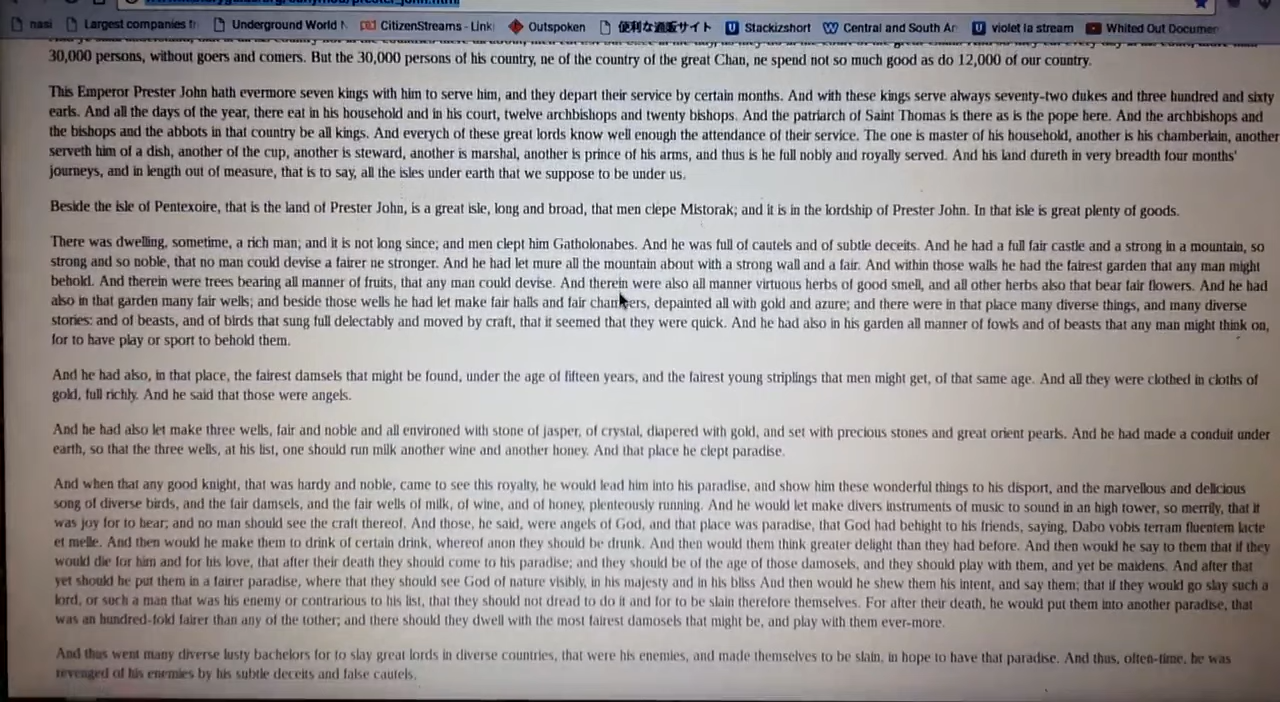 nasi Largest companies fr Underground World N CitizenStreams - Link Outspoken 便利な通販サイト Stackizshort Central and South Am violet la stream Whited Out Documen
30,000 persons, without goers and comers. But the 30,000 persons of his country, ne of the country of the great Chan, ne spend not so much good as do 12,000 of our country.
This Emperor Prester John hath evermore seven kings with him to serve him, and they depart their service by certain months. And with these kings serve always seventy-two dukes and three hundred and sixty
earls. And all the days of the year, there eat in his household and in his court, twelve archbishops and twenty bishops. And the patriarch of Saint Thomas is there as is the pope here. And the archbishops and
the bishops and the abbots in that country be all kings. And everych of these great lords know well enough the attendance of their service. The one is master of his household, another is his chamberlain, another
serveth him of a dish, another of the cup, another is steward, another is marshal, another is prince of his arms, and thus is he full nobly and royally served. And his land dureth in very breadth four months'
journeys, and in length out of measure, that is to say, all the isles under earth that we suppose to be under us.
Beside the isle of Pentexoire, that is the land of Prester John, is a great isle, long and broad, that men clepe Mistorak; and it is in the lordship of Prester John. In that isle is great plenty of goods.
There was dwelling, sometime, a rich man; and it is not long since; and men clept him Gatholonabes. And he was full of cautels and of subtle deceits. And he had a full fair castle and a strong in a mountain, so
strong and so noble, that no man could devise a fairer ne stronger. And he had let mure all the mountain about with a strong wall and a fair. And within those walls he had the fairest garden that any man might
behold. And therein were trees bearing all manner of fruits, that any man could devise. And therein were also all manner virtuous herbs of good smell, and all other herbs also that bear fair flowers. And he had
also in that garden many fair wells; and beside those wells he had let make fair halls and fair chambers, depainted all with gold and azure; and there were in that place many diverse things, and many diverse
stories: and of beasts, and of birds that sung full delectably and moved by craft, that it seemed that they were quick. And he had also in his garden all manner of fowls and of beasts that any man might think on,
for to have play or sport to behold them.
And he had also, in that place, the fairest damsels that might be found, under the age of fifteen years, and the fairest young striplings that men might get, of that same age. And all they were clothed in cloths of
gold, full richly. And he said that those were angels.
And he had also let make three wells, fair and noble and all environed with stone of jasper, of crystal, diapered with gold, and set with precious stones and great orient pearls. And he had made a conduit under
earth, so that the three wells, at his list, one should run milk another wine and another honey. And that place he clept paradise.
And when that any good knight, that was hardy and noble, came to see this royalty, he would lead him into his paradise, and show him these wonderful things to his disport, and the marvellous and delicious
song of diverse birds, and the fair damsels, and the fair wells of milk, of wine, and of honey, plenteously running. And he would let make divers instruments of music to sound in an high tower, so merrily, that it
was joy for to hear; and no man should see the craft thereof. And those, he said, were angels of God, and that place was paradise, that God had behight to his friends, saying, Dabo vobis terram fluentem lacte
et melle. And then would he make them to drink of certain drink, whereof anon they should be drunk. And then would them think greater delight than they had before. And then would he say to them that if they
would die for him and for his love, that after their death they should come to his paradise; and they should be of the age of those damosels, and they should play with them, and yet be maidens. And after that
yet should he put them in a fairer paradise, where that they should see God of nature visibly, in his majesty and in his bliss And then would he shew them his intent, and say them; that if they would go slay such a
lord, or such a man that was his enemy or contrarious to his list, that they should not dread to do it and for to be slain therefore themselves. For after their death, he would put them into another paradise, that
was an hundred-fold fairer than any of the tother; and there should they dwell with the most fairest damosels that might be, and play with them ever-more.
And thus went many diverse lusty bachelors for to slay great lords in diverse countries, that were his enemies, and made themselves to be slain, in hope to have that paradise. And thus, often-time, he was
revenged of his enemies by his subtle deceits and false cautels.